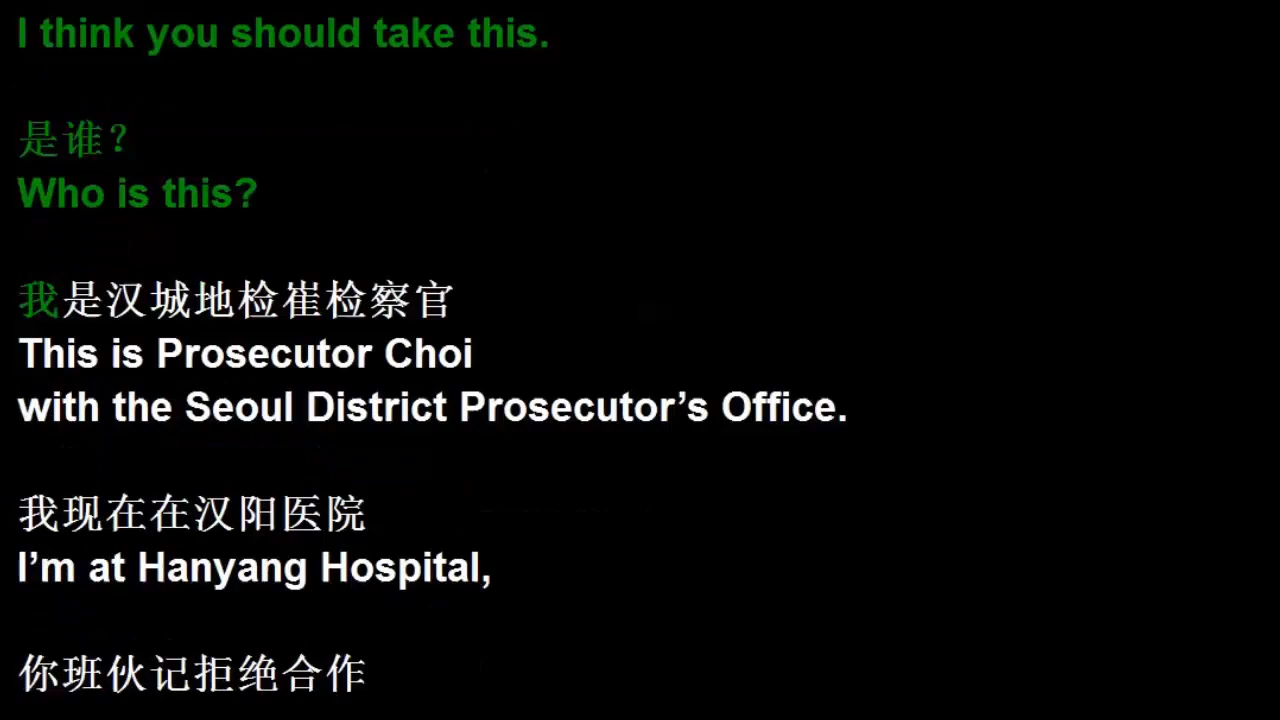 I think you should take this.
是谁？
Who is this?
我是汉城地检崔检察官
This is Prosecutor Choi
with the Seoul District Prosecutor’s Office.
我现在在汉阳医院
I’m at Hanyang Hospital,
你班伙记拒绝合作